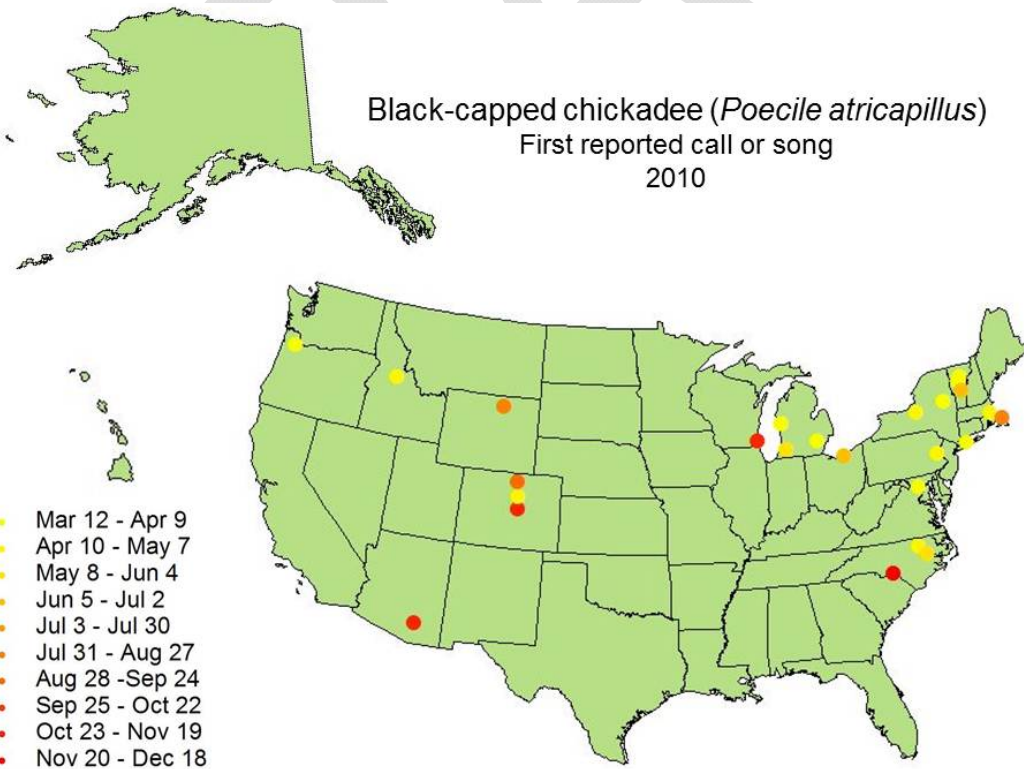 Black-capped chickadee (Poecile atricapillus)
First reported call or song
2010
Mar 12 - Apr 9
Apr 10 - May 7
May 8 - Jun 4
Jun 5 - Jul 2
Jul 3 - Jul 30
Jul 31 - Aug 27
Aug 28 -Sep 24
Sep 25 - Oct 22
Oct 23 - Nov 19
Nov 20 - Dec 18